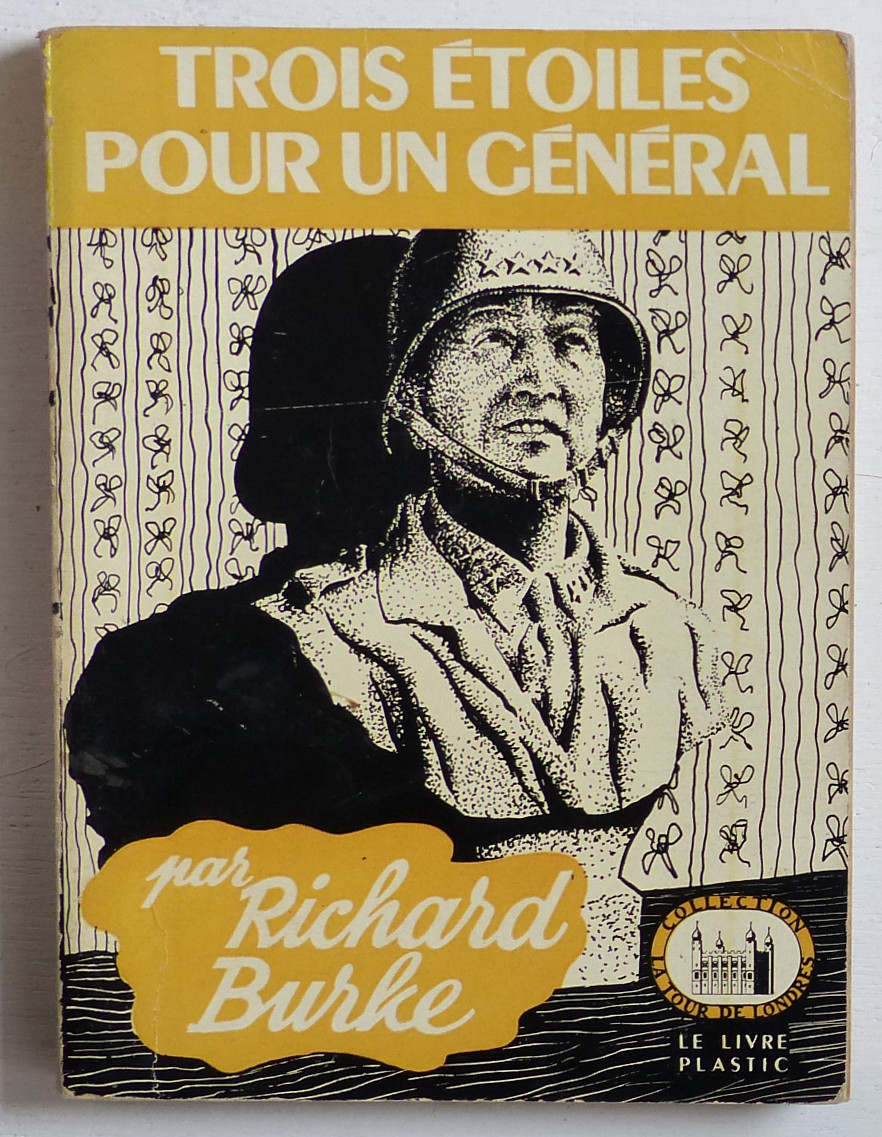 TROIS ÉTOILES
POUR UN GÉNÉRAL
par
Richard
Burke
COLLECTION
LA TOUR DE LONDRES
LE LIVRE
PLASTIC